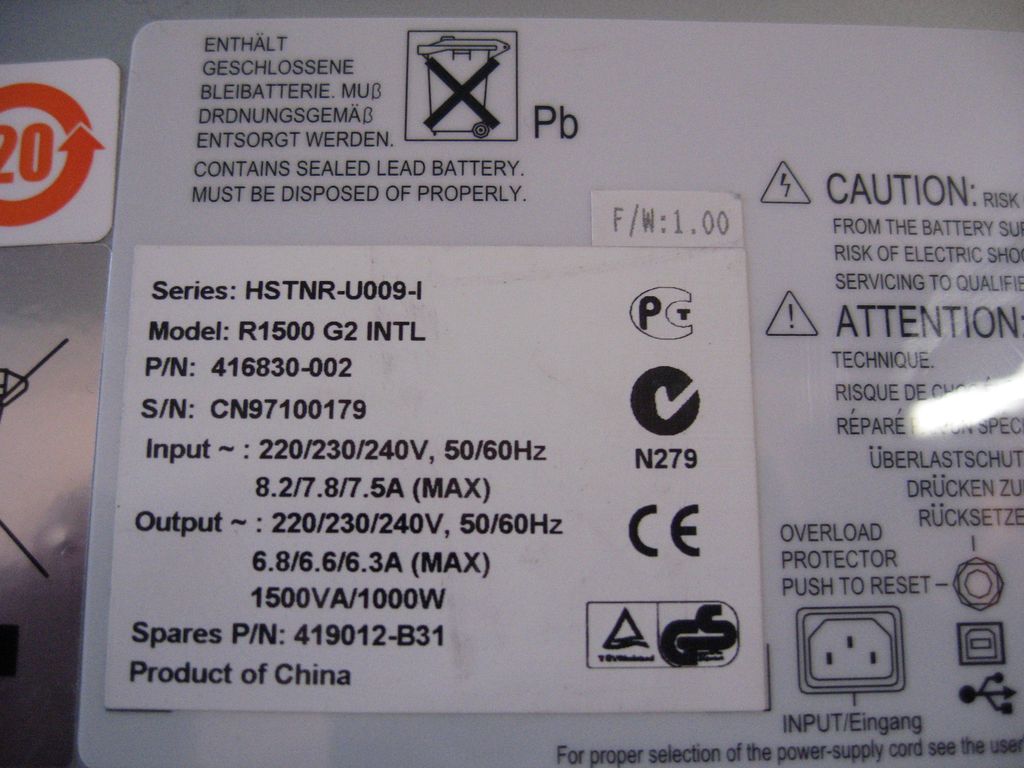 ENTHÄLT
GESCHLOSSENE
BLEIBATTERIE. MUß
DRDNUNGSGEMÄß
ENTSORGT WERDEN.
Pb
CONTAINS SEALED LEAD BATTERY.
MUST BE DISPOSED OF PROPERLY.
20
F/W:1.00
Series: HSTNR-U009-I
Model: R1500 G2 INTL
P/N: 416830-002
S/N: CN97100179
Input ~ : 220/230/240V, 50/60Hz
8.2/7.8/7.5A (MAX)
Output ~ : 220/230/240V, 50/60Hz
6.8/6.6/6.3A (MAX)
1500VA/1000W
Spares P/N: 419012-B31
Product of China
N279
CE
CAUTION: RISK
FROM THE BATTERY
RISK OF ELECTRIC
SERVICING TO
ATTENTION:
TECHNIQUE.
RISQUE DE
RÉPARÉ
DRÜCKEN
OVERLOAD
PROTECTOR
PUSH TO RESET
INPUT/Eingang
For proper selection of the power-supply cord see the user